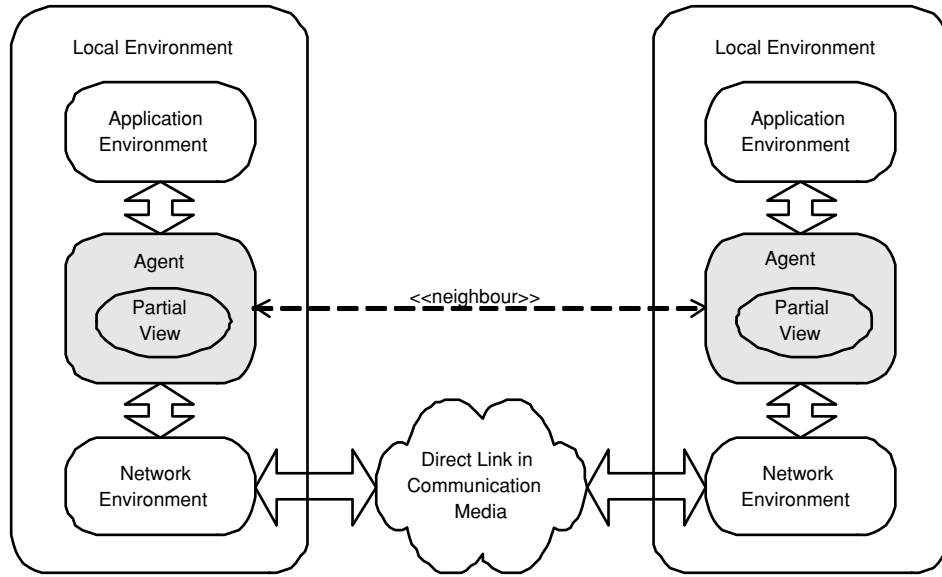 Local Environment
Application
Environment
Agent
Partial
View
Network
Environment
<<neighbour>>
Direct Link in
Communication
Media
Local Environment
Application
Environment
Agent
Partial
View
Network
Environment